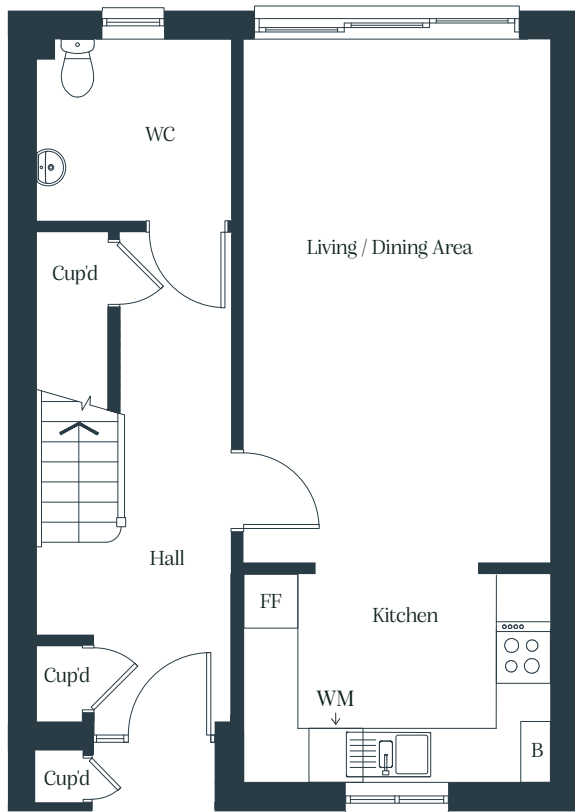 WC
Living / Dining Area
Cup'd
Hall
FF
Kitchen
Cup'd
WM
B
Cup'd